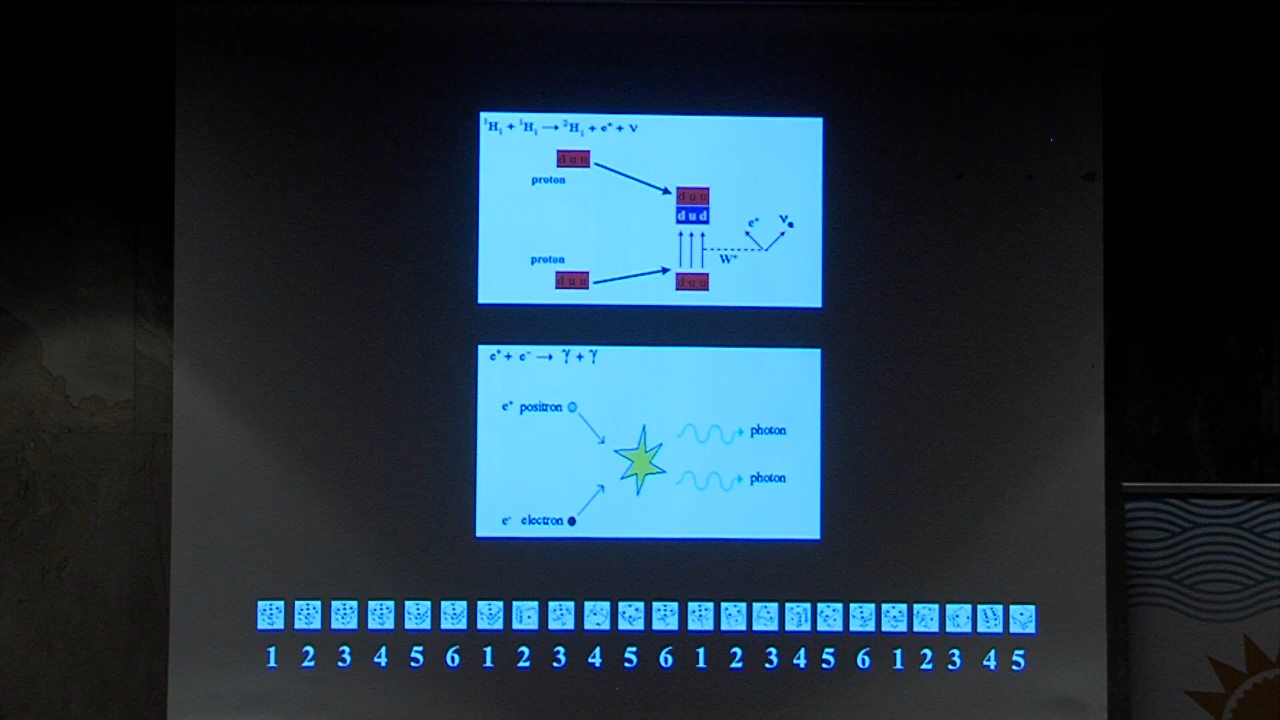 ¹H₁ + ¹H₁ → ²H₁ + e⁺ + ν
d u u
proton
d u u
d u d
e⁺ νₑ
proton
W⁺
d u u
d u u
e⁺ + e⁻ → γ + γ
e⁺ positron
photon
photon
e⁻ electron
1 2 3 4 5 6 1 2 3 4 5 6 1 2 3 4 5 6 1 2 3 4 5